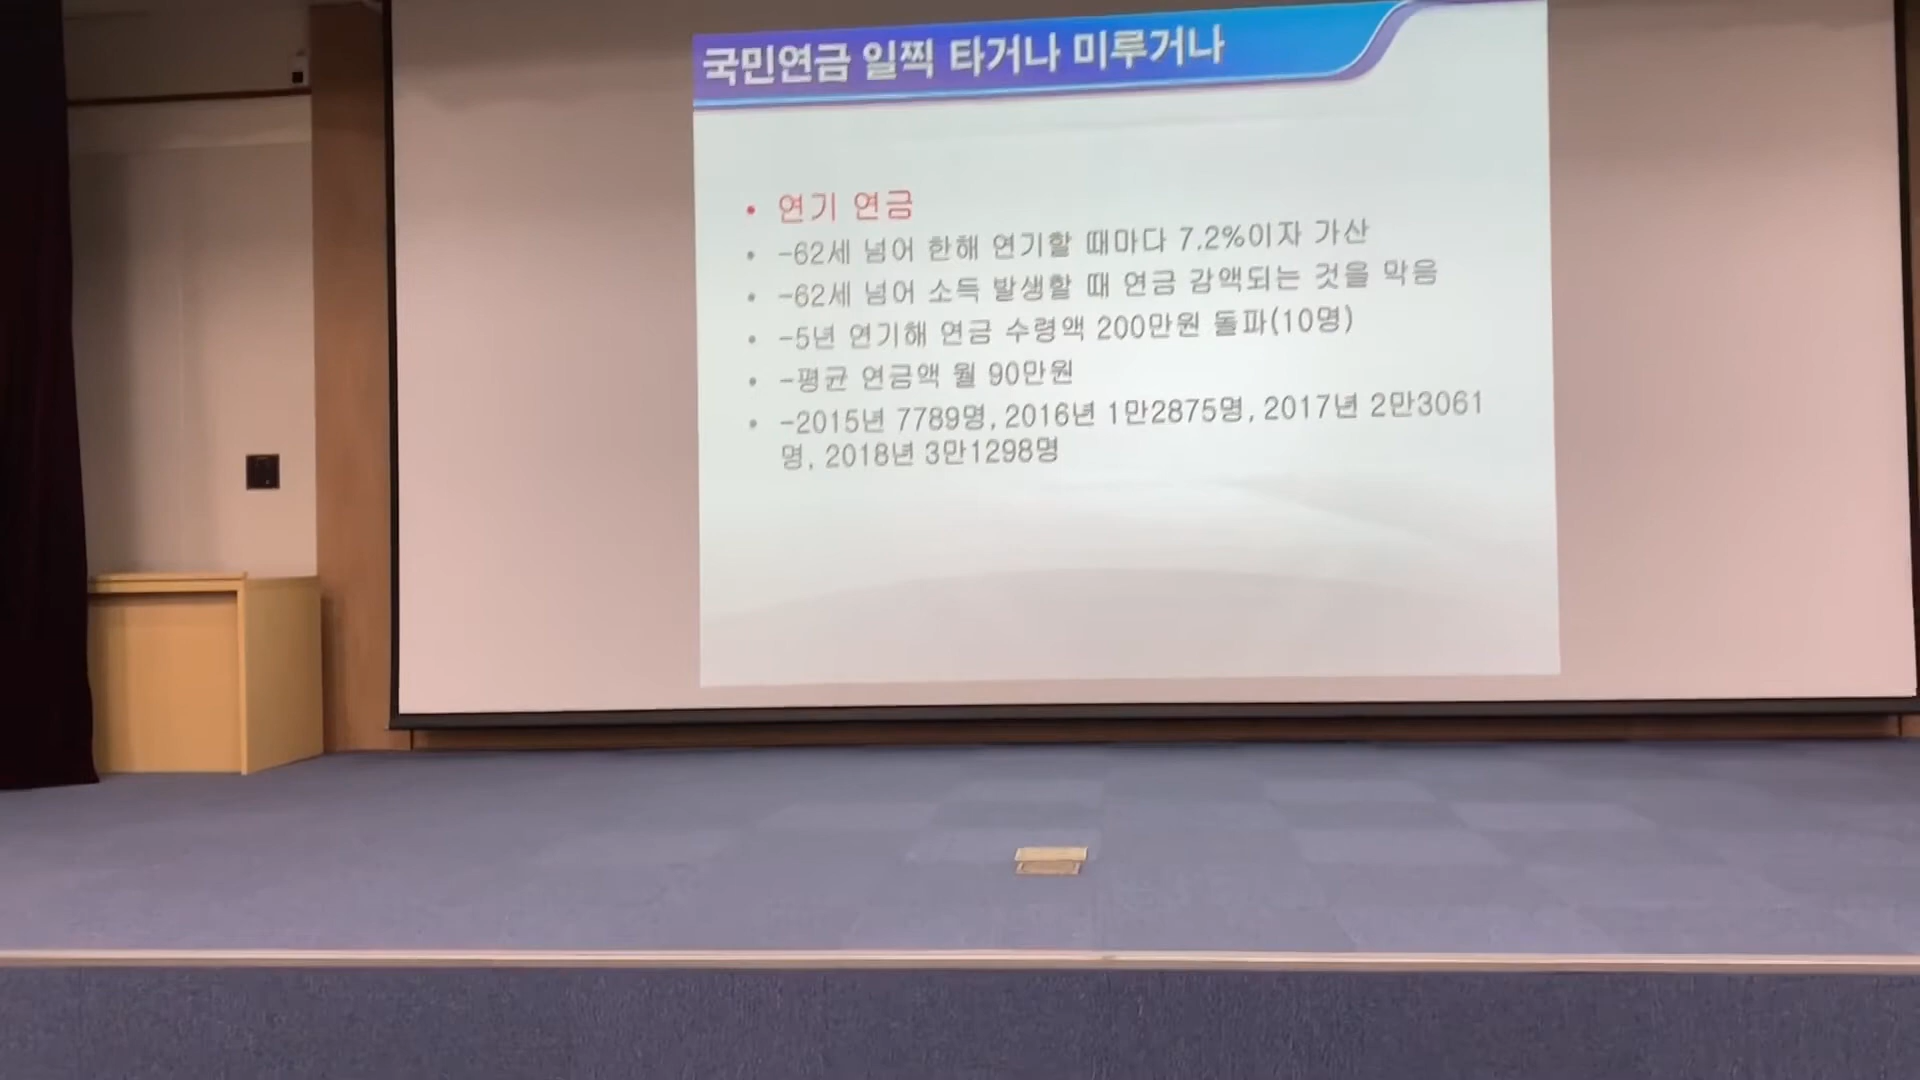 국민연금 일찍 타거나 미루거나
• 연기 연금
• -62세 넘어 한해 연기할 때마다 7.2%이자 가산
• -62세 넘어 소득 발생할 때 연금 감액되는 것을 막음
• -5년 연기해 연금 수령액 200만원 돌파(10명)
• -평균 연금액 월 90만원
• -2015년 7789명, 2016년 1만2875명, 2017년 2만3061
명, 2018년 3만1298명